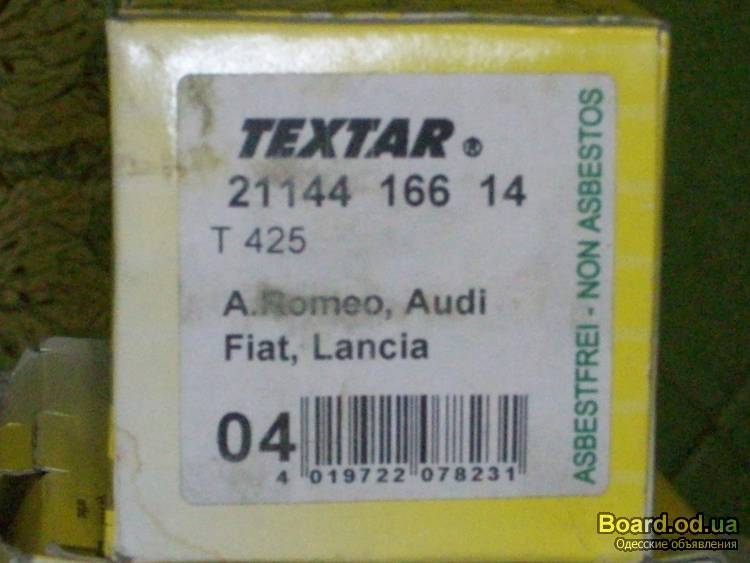 TEXTAR®
21144 166 14
T 425
A.Romeo, Audi
Fiat, Lancia
04
4 019722 078231
ASBESTFREI - NON ASBESTOS
Board.od.ua
Одесские объявления